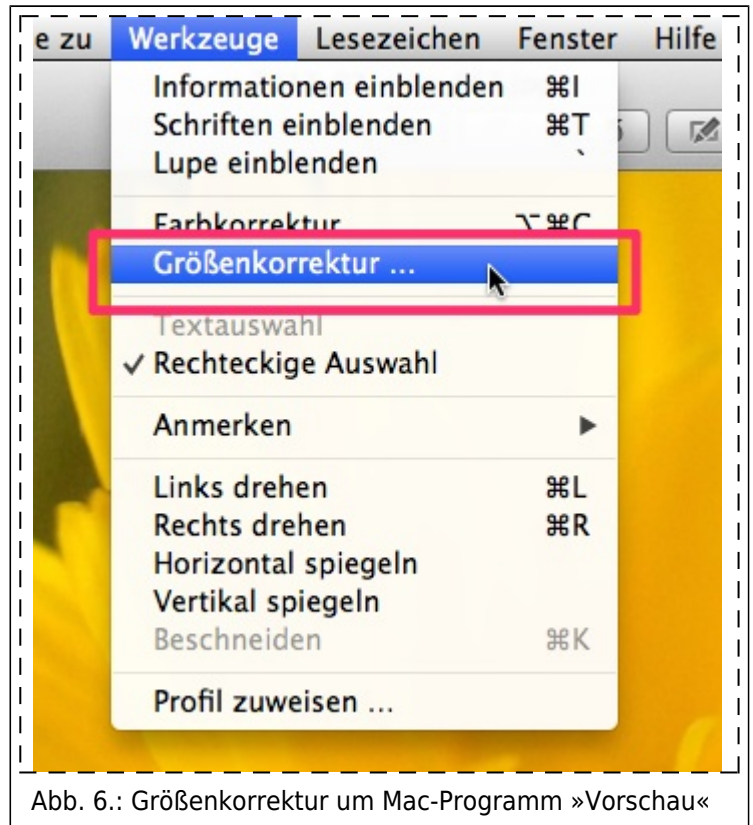 e zu Werkzeuge Lesezeichen Fenster Hilfe
Informationen einblenden ⌘I
Schriften einblenden ⌘T
Lupe einblenden `
Farbkorrektur ⌥⌘C
Größenkorrektur ...
Textauswahl
✓ Rechteckige Auswahl
Anmerken ▶
Links drehen ⌘L
Rechts drehen ⌘R
Horizontal spiegeln
Vertikal spiegeln
Beschneiden ⌘K
Profil zuweisen ...
Abb. 6.: Größenkorrektur um Mac-Programm »Vorschau«